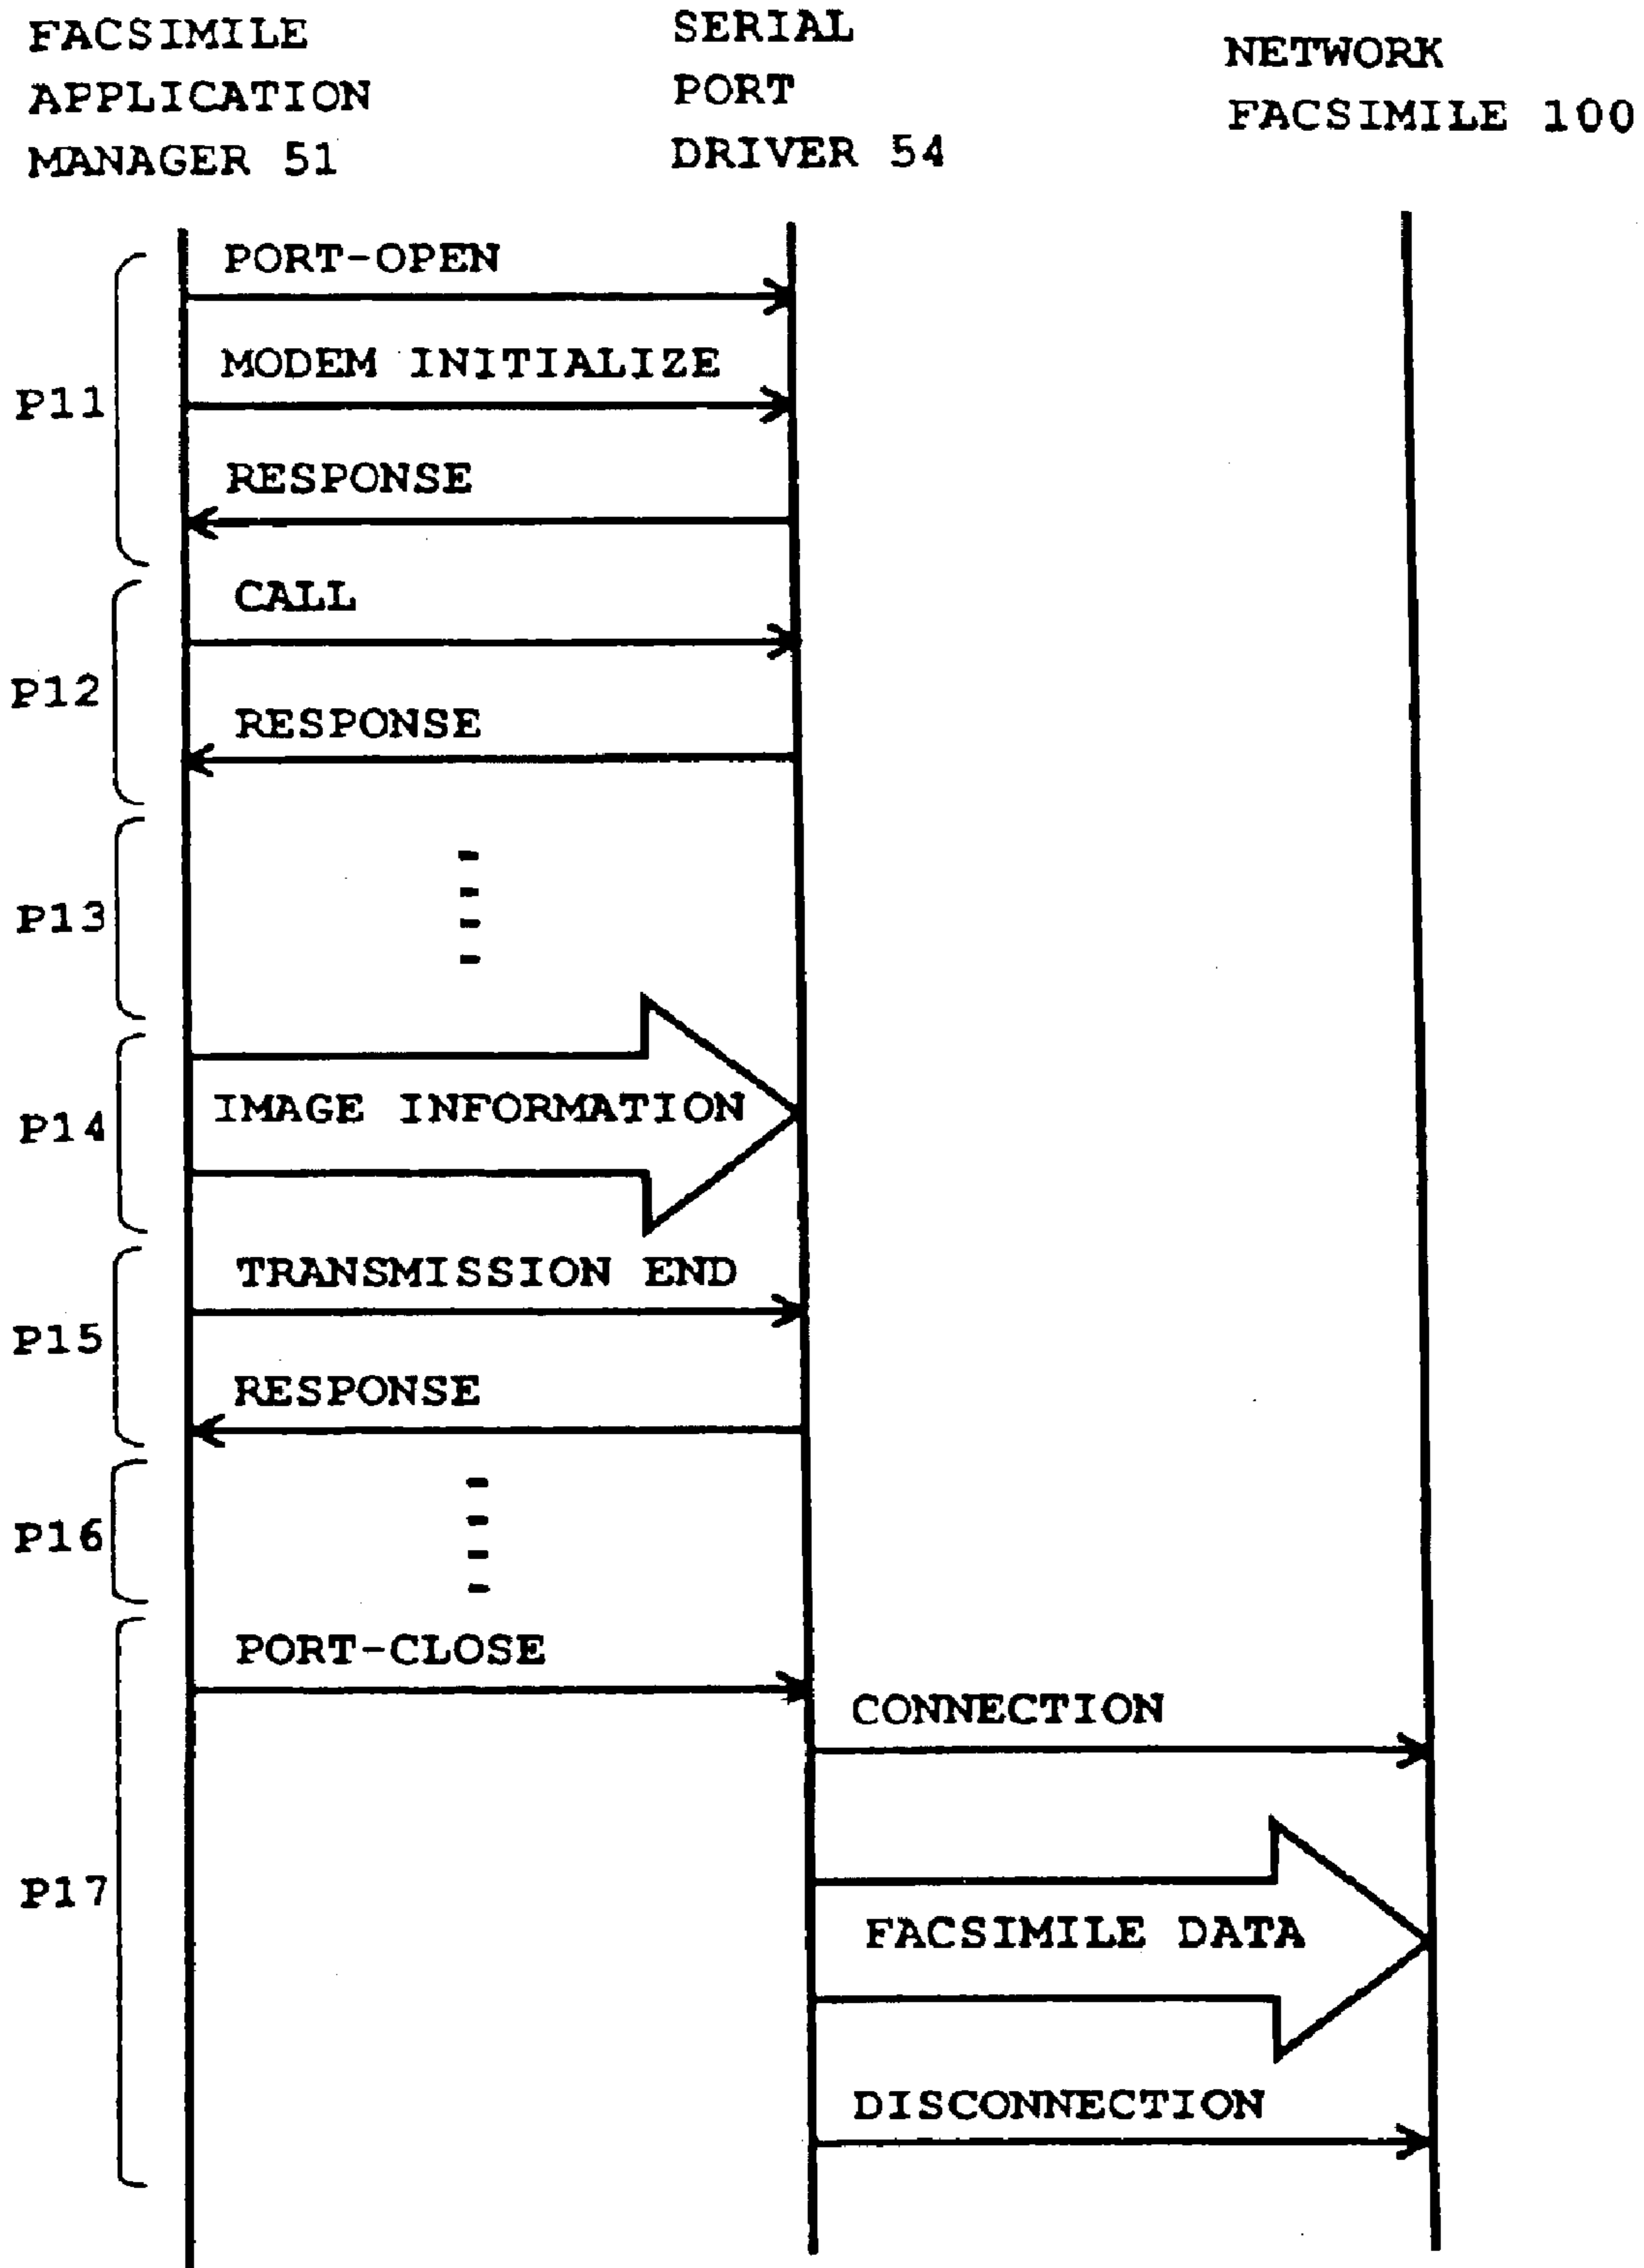 FACSIMILE
APPLICATION
MANAGER 51
SERIAL
PORT
DRIVER 54
NETWORK
FACSIMILE 100
PORT-OPEN
MODEM INITIALIZE
P11
RESPONSE
CALL
P12
RESPONSE
P13
IMAGE INFORMATION
P14
TRANSMISSION END
P15
RESPONSE
P16
PORT-CLOSE
CONNECTION
P17
FACSIMILE DATA
DISCONNECTION